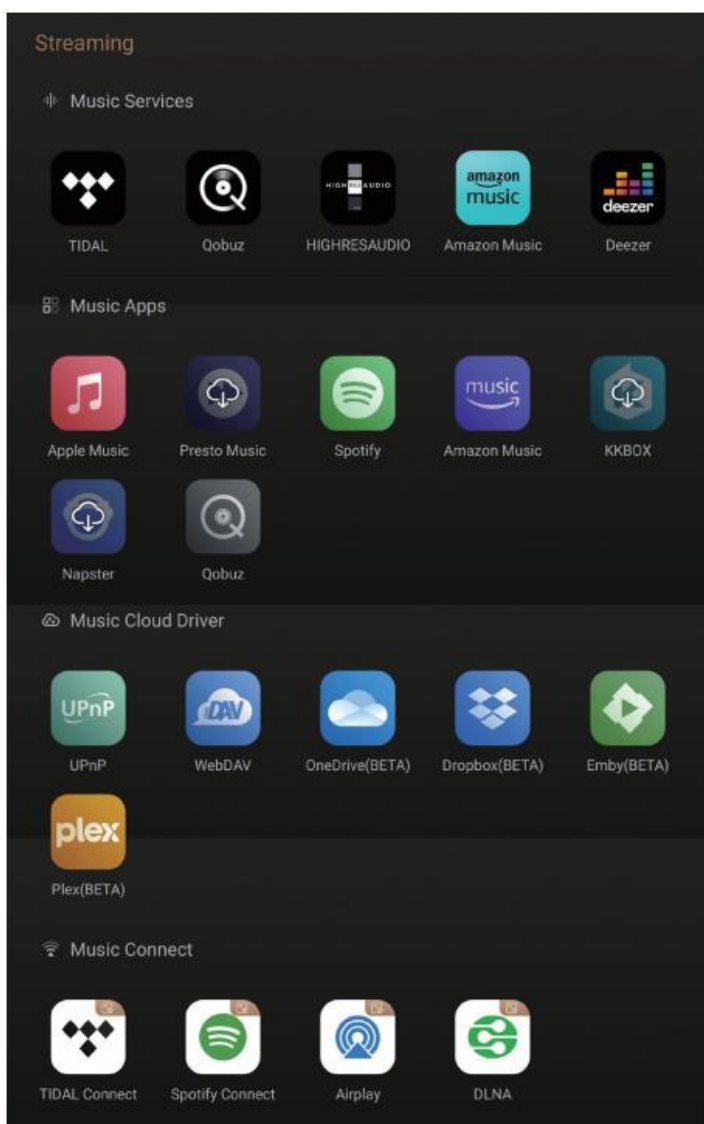 Streaming
Music Services
amazon
music
HIGHRESAUDIO
deezer
TIDAL
Qobuz
HIGHRESAUDIO
Amazon Music
Deezer
Music Apps
music
Apple Music
Presto Music
Spotify
Amazon Music
KKBOX
Napster
Qobuz
Music Cloud Driver
UPnP
DAV
UPnP
WebDAV
OneDrive(BETA)
Dropbox(BETA)
Emby(BETA)
plex
Plex(BETA)
Music Connect
TIDAL Connect
Spotify Connect
Airplay
DLNA